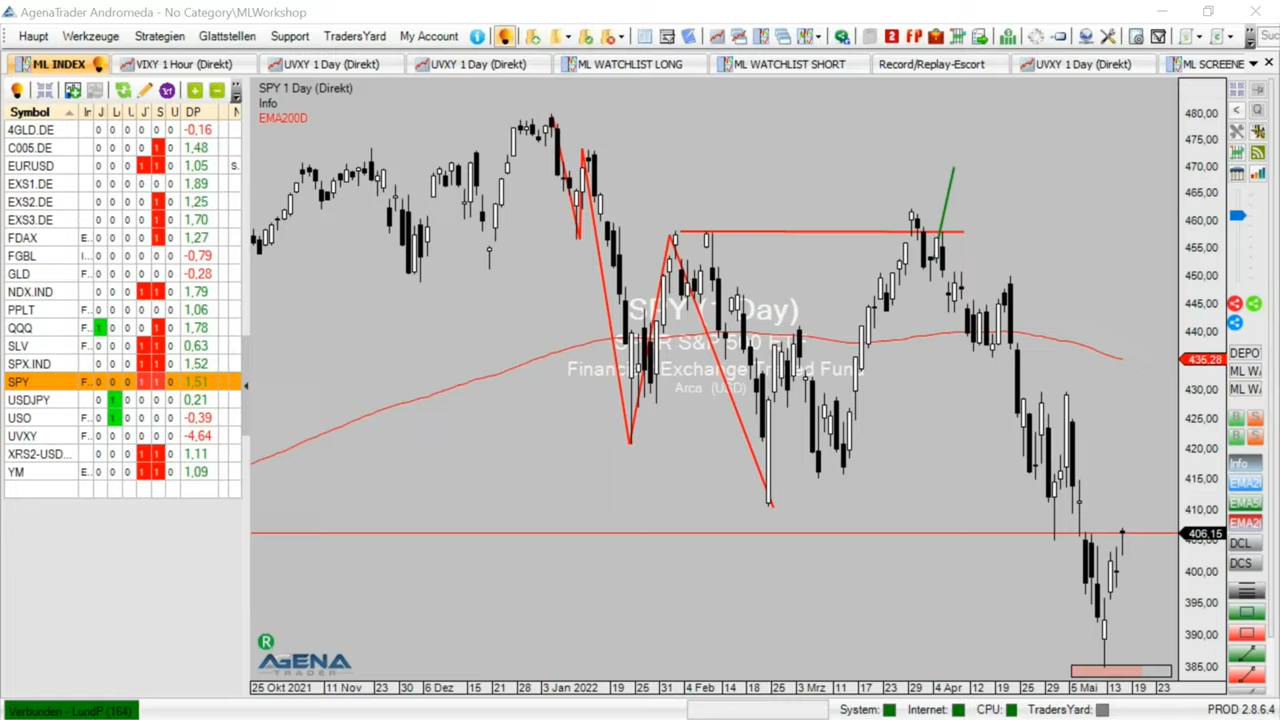 AgenaTrader Andromeda - No Category\MLWorkshop
Haupt Werkzeuge Strategien Glattstellen Support TradersYard My Account
ML INDEX VIXY 1 Hour (Direkt) UVXY 1 Day (Direkt) UVXY 1 Day (Direkt) ML WATCHLIST LONG ML WATCHLIST SHORT Record/Replay-Escort UVXY 1 Day (Direkt) ML SCREENE
Symbol DP
4GLD.DE 0 0 0 0 0 0 -0,16
C005.DE 0 0 0 0 1 0 1,48
EURUSD 0 0 0 1 1 0 1,05 S.
EXS1.DE 0 0 0 0 0 0 1,89
EXS2.DE 0 0 0 0 1 0 1,25
EXS3.DE 0 0 0 0 1 0 1,70
FDAX E.. 0 0 0 0 1 0 1,27
FGBL I... 0 0 0 0 0 0 -0,79
GLD F.. 0 0 0 0 0 0 -0,28
NDX.IND 0 0 0 1 1 0 1,79
PPLT F.. 0 0 0 0 0 0 1,06
QQQ F.. 1 0 0 0 1 0 1,78
SLV F.. 0 0 0 1 1 0 0,63
SPX.IND 0 0 0 1 1 0 1,52
SPY F.. 0 0 0 1 1 0 1,51
USDJPY 0 1 0 0 0 0 0,21
USO F.. 0 1 0 0 0 0 -0,39
UVXY F.. 0 0 0 0 0 0 -4,64
XRS2-USD... 0 0 0 1 1 0 1,11
YM E.. 0 0 0 1 1 0 1,09
SPY 1 Day (Direkt)
Info
EMA200D
SPY (1 Day)
SPDR S&P 500 ETF
Financial Exchange Traded Fund
Arca (USD)
480,00
475,00
470,00
465,00
460,00
455,00
450,00
445,00
440,00
435,28
430,00
425,00
420,00
415,00
410,00
406,15
400,00
395,00
390,00
385,00
DEPO
ML
ML
B S
B S
Info
DCL
DCS
R
AGENA
TRADER
25 Okt 2021 11 Nov 23 30 6 Dez 15 21 28 3 Jan 2022 19 25 31 4 Feb 14 18 25 3 Mrz 11 17 23 29 4 Apr 12 19 25 29 5 Mai 13 19 23
Verbunden - LundP (164) System: Internet: CPU: TradersYard: PROD 2.8.6.4